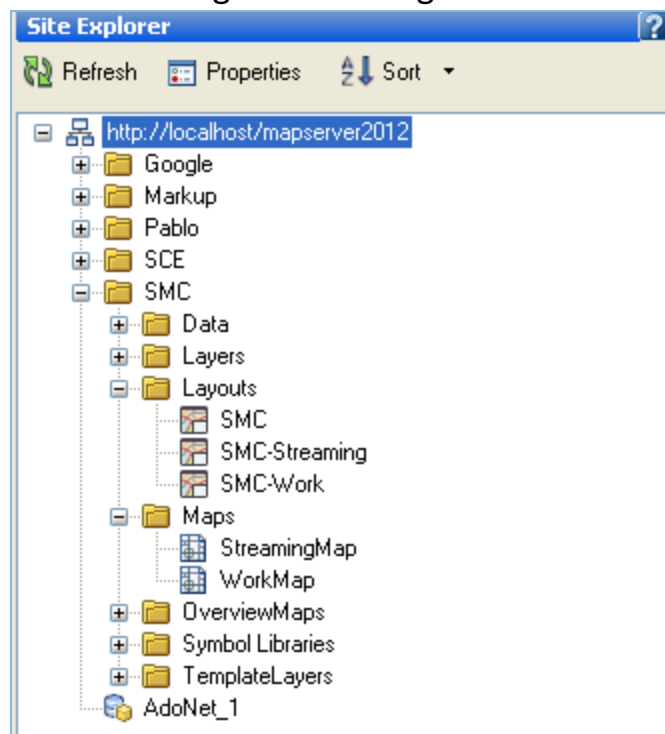 Site Explorer ?
Refresh Properties Sort
http://localhost/mapserver2012
Google
Markup
Pablo
SCE
SMC
Data
Layers
Layouts
SMC
SMC-Streaming
SMC-Work
Maps
StreamingMap
WorkMap
OverviewMaps
Symbol Libraries
TemplateLayers
AdoNet_1